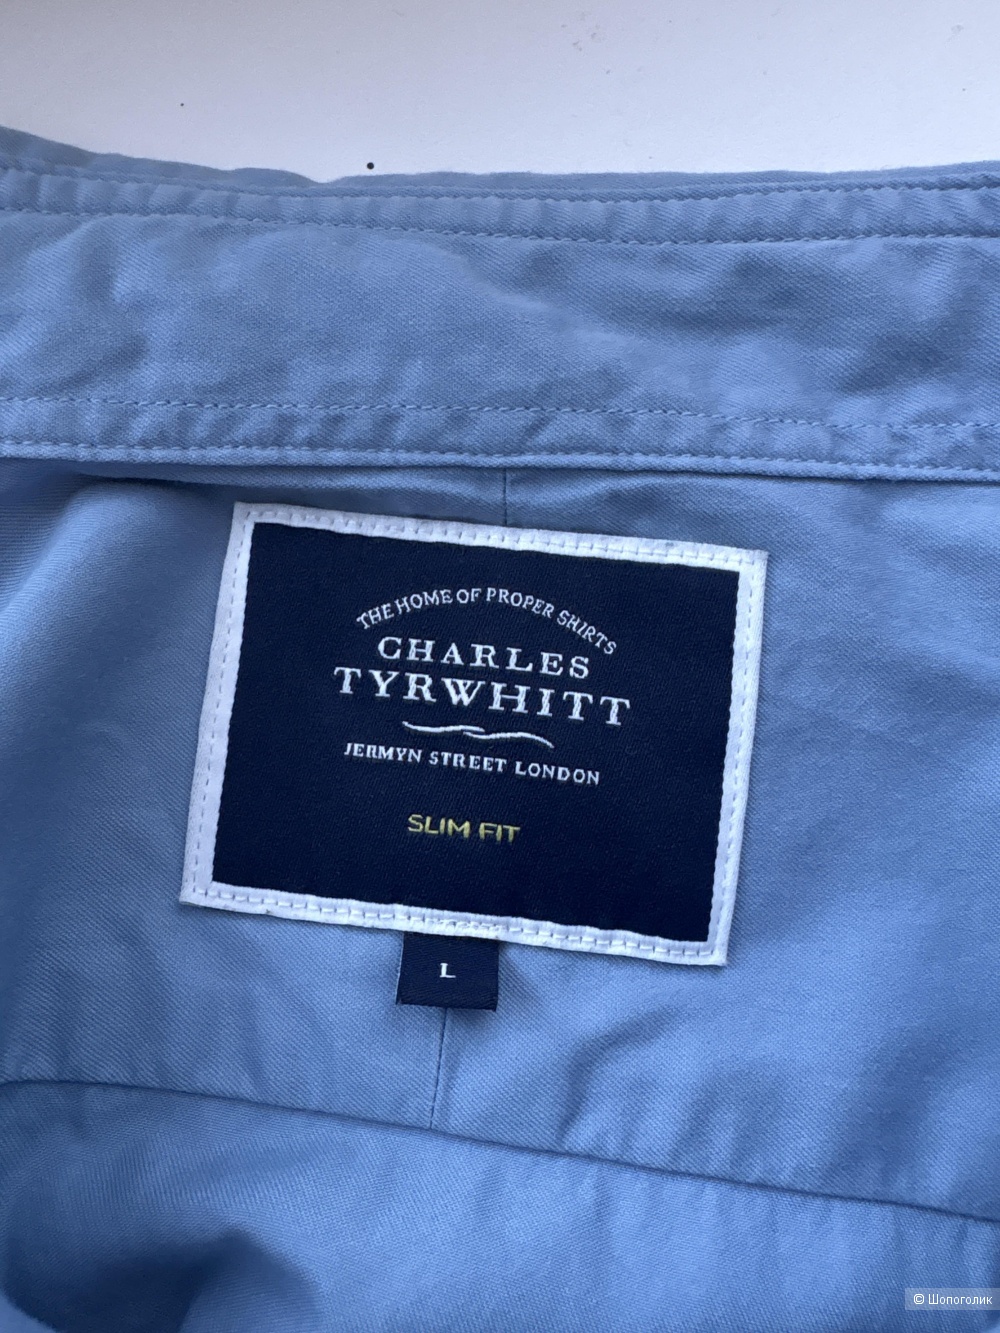 THE HOME OF PROPER SHIRTS
CHARLES
TYRWHITT
JERMYN STREET LONDON
SLIM FIT
L
© Шопоголик